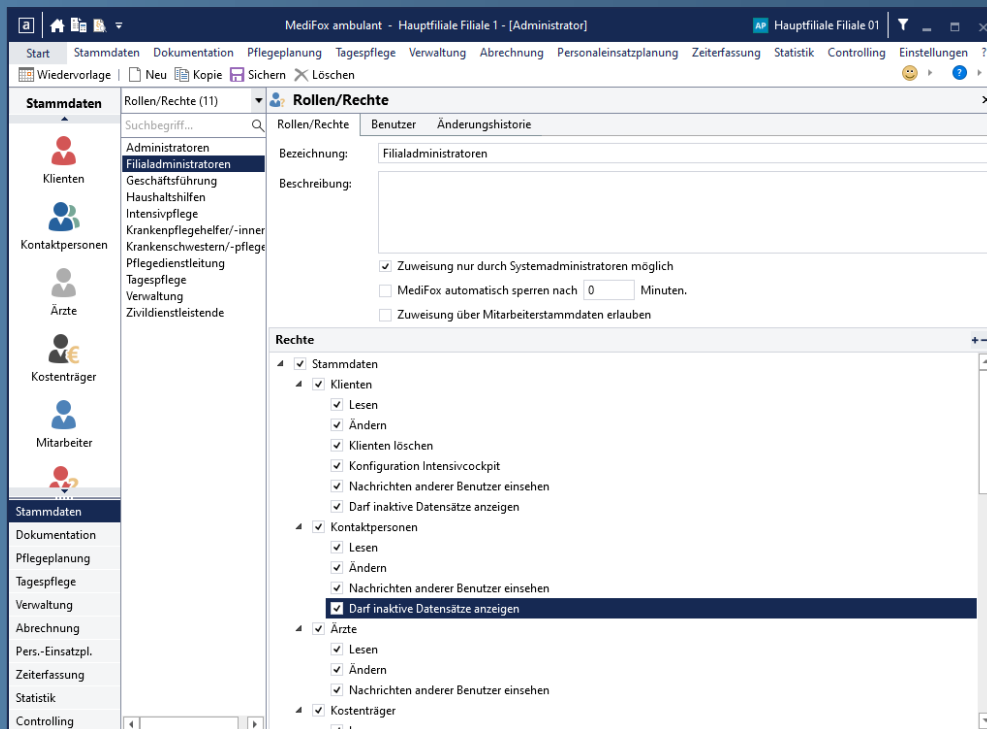 a MediFox ambulant - Hauptfiliale Filiale 1 - [Administrator] AP Hauptfiliale Filiale 01
Start Stammdaten Dokumentation Pflegeplanung Tagespflege Verwaltung Abrechnung Personaleinsatzplanung Zeiterfassung Statistik Controlling Einstellungen ?
Wiedervorlage Neu Kopie Sichern Löschen ?
Stammdaten
Klienten
Kontaktpersonen
Ärzte
Kostenträger
Mitarbeiter
Stammdaten
Dokumentation
Pflegeplanung
Tagespflege
Verwaltung
Abrechnung
Pers.-Einsatzpl.
Zeiterfassung
Statistik
Controlling
Rollen/Rechte (11)
Suchbegriff...
Administratoren
Filialadministratoren
Geschäftsführung
Haushaltshilfen
Intensivpflege
Krankenpflegehelfer/-inner
Krankenschwestern/-pflege
Pflegedienstleitung
Tagespflege
Verwaltung
Zivildienstleistende
Rollen/Rechte
Rollen/Rechte Benutzer Änderungshistorie
Bezeichnung: Filialadministratoren
Beschreibung:
Zuweisung nur durch Systemadministratoren möglich
MediFox automatisch sperren nach 0 Minuten.
Zuweisung über Mitarbeiterstammdaten erlauben
Rechte
Stammdaten
Klienten
Lesen
Ändern
Klienten löschen
Konfiguration Intensivcockpit
Nachrichten anderer Benutzer einsehen
Darf inaktive Datensätze anzeigen
Kontaktpersonen
Lesen
Ändern
Nachrichten anderer Benutzer einsehen
Darf inaktive Datensätze anzeigen
Ärzte
Lesen
Ändern
Nachrichten anderer Benutzer einsehen
Kostenträger